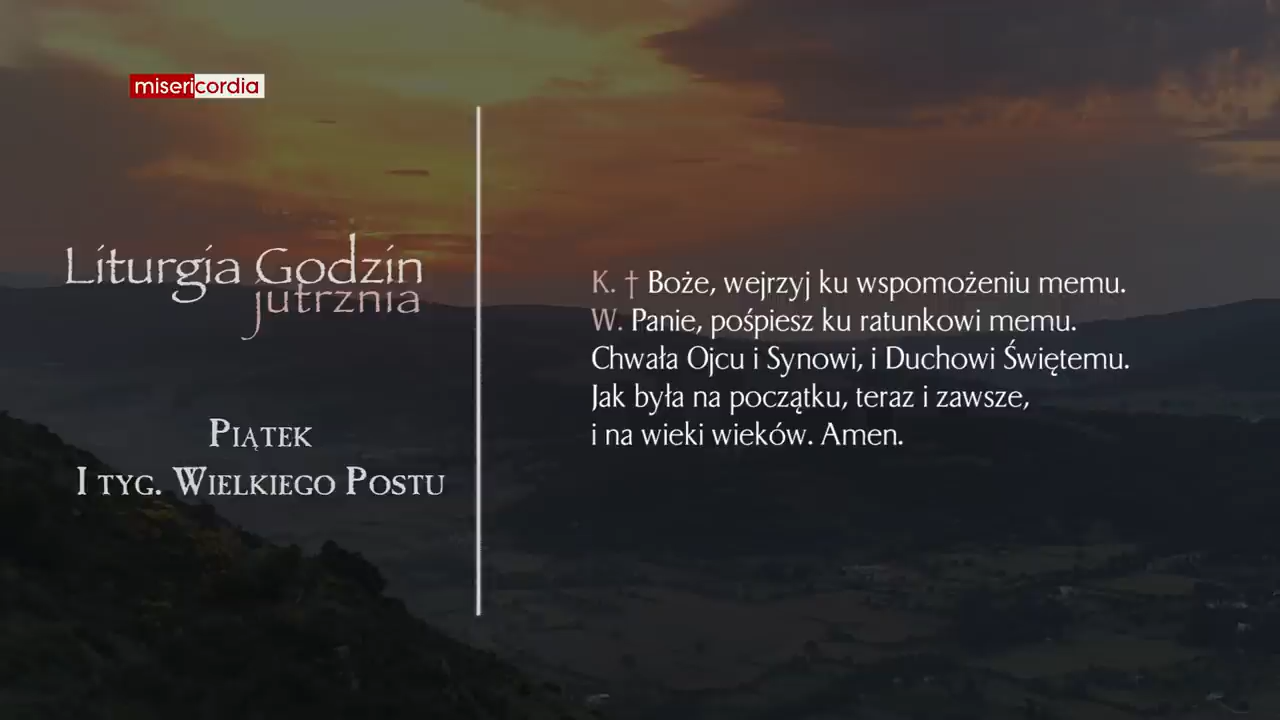 misericordia
Liturgia Godzin
jutrznia
Piątek
I tyg. Wielkiego Postu
K. † Boże, wejrzyj ku wspomożeniu memu.
W. Panie, pośpiesz ku ratunkowi memu.
Chwała Ojcu i Synowi, i Duchowi Świętemu.
Jak była na początku, teraz i zawsze,
i na wieki wieków. Amen.